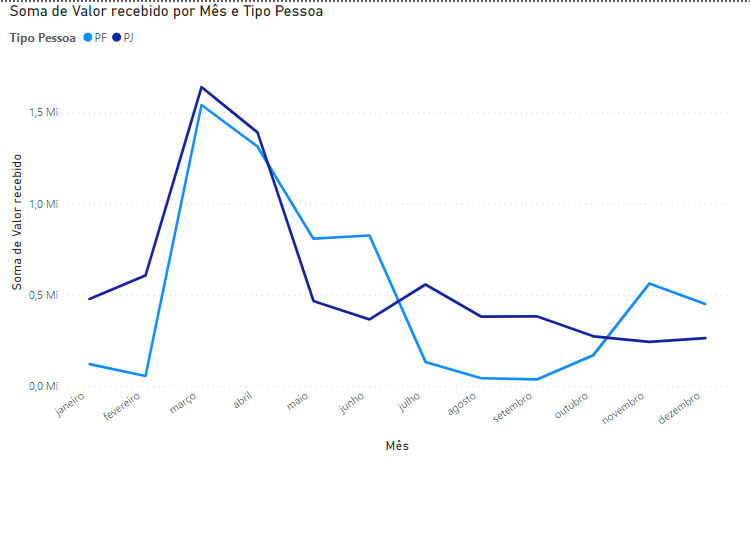 Soma de Valor recebido por Mês e Tipo Pessoa
Tipo Pessoa PF PJ
1,5 Mi
1,0 Mi
0,5 Mi
0,0 Mi
Soma de Valor recebido
janeiro
fevereiro
março
abril
maio
junho
julho
agosto
setembro
outubro
novembro
dezembro
Mês